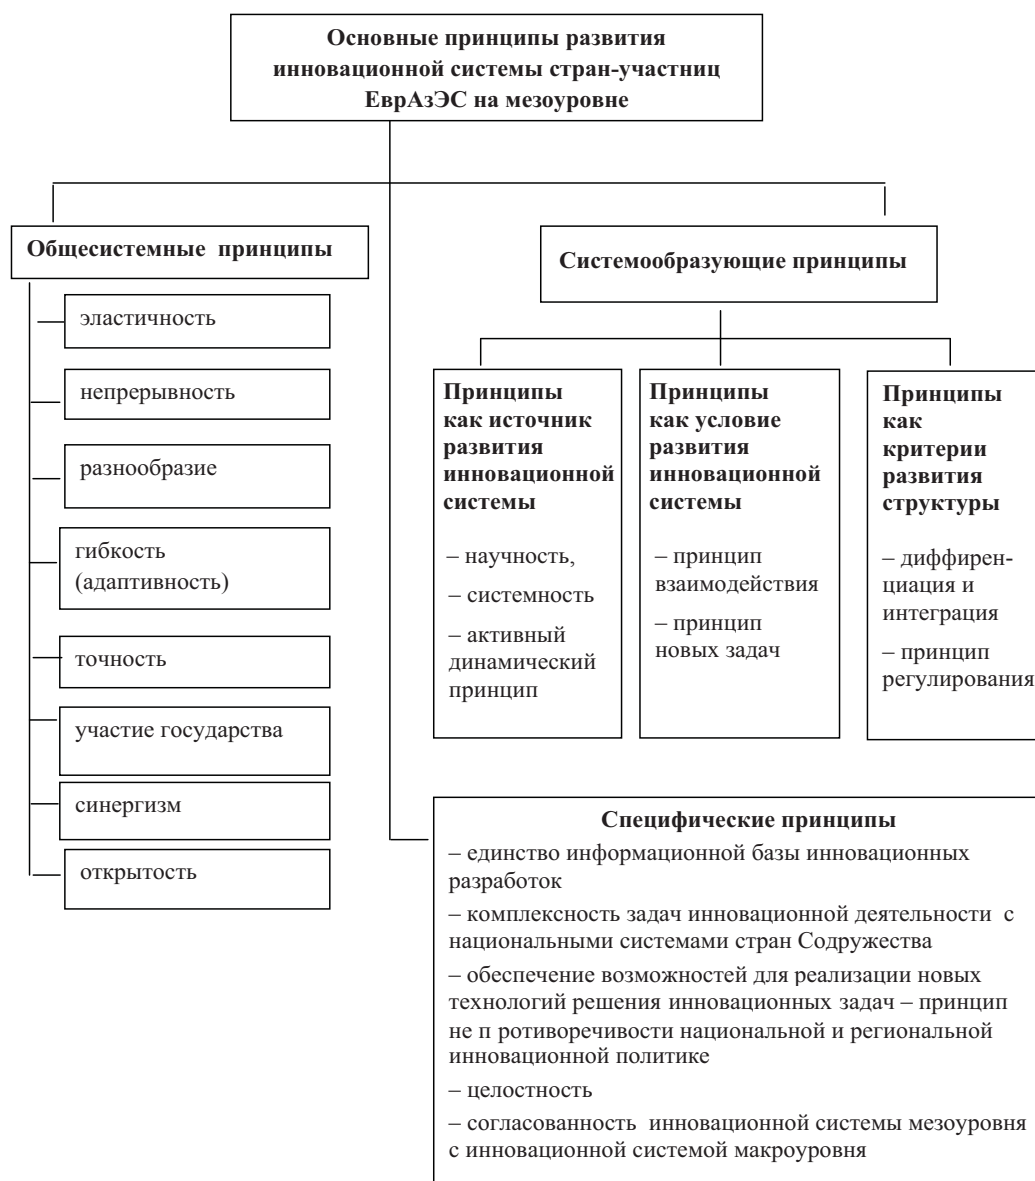 Основные принципы развития
инновационной системы стран-участниц
ЕврАзЭС на мезоуровне
Общесистемные принципы
эластичность
непрерывность
разнообразие
гибкость
(адаптивность)
точность
участие государства
синергизм
открытость
Системообразующие принципы
Принципы
как источник
развития
инновационной
системы
– научность,
– системность
– активный
динамический
принцип
Принципы
как условие
развития
инновационной
системы
– принцип
взаимодействия
– принцип
новых задач
Принципы
как
критерии
развития
структуры
– диффирен-
циация и
интеграция
– принцип
регулирования
Специфические принципы
– единство информационной базы инновационных
разработок
– комплексность задач инновационной деятельности с
национальными системами стран Содружества
– обеспечение возможностей для реализации новых
технологий решения инновационных задач – принцип
не п ротиворечивости национальной и региональной
инновационной политике
– целостность
– согласованность инновационной системы мезоуровня
с инновационной системой макроуровня